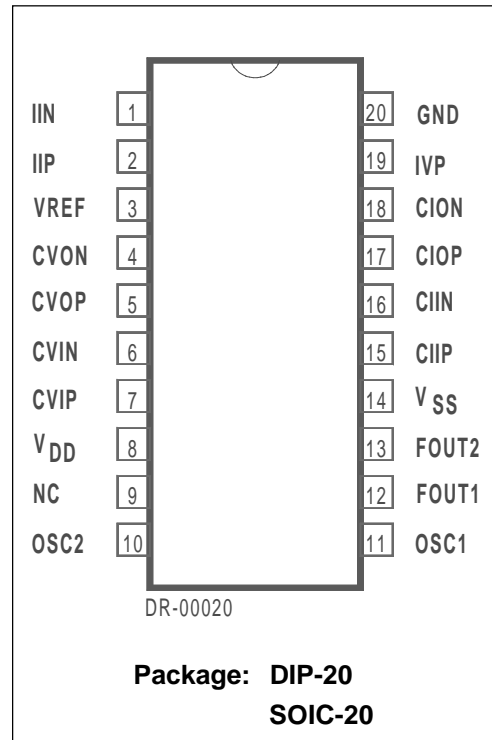 IIN 1 20 GND
IIP 2 19 IVP
VREF 3 18 CION
CVON 4 17 CIOP
CVOP 5 16 CIIN
CVIN 6 15 CIIP
CVIP 7 14 VSS
VDD 8 13 FOUT2
NC 9 12 FOUT1
OSC2 10 11 OSC1
DR-00020
Package: DIP-20
SOIC-20